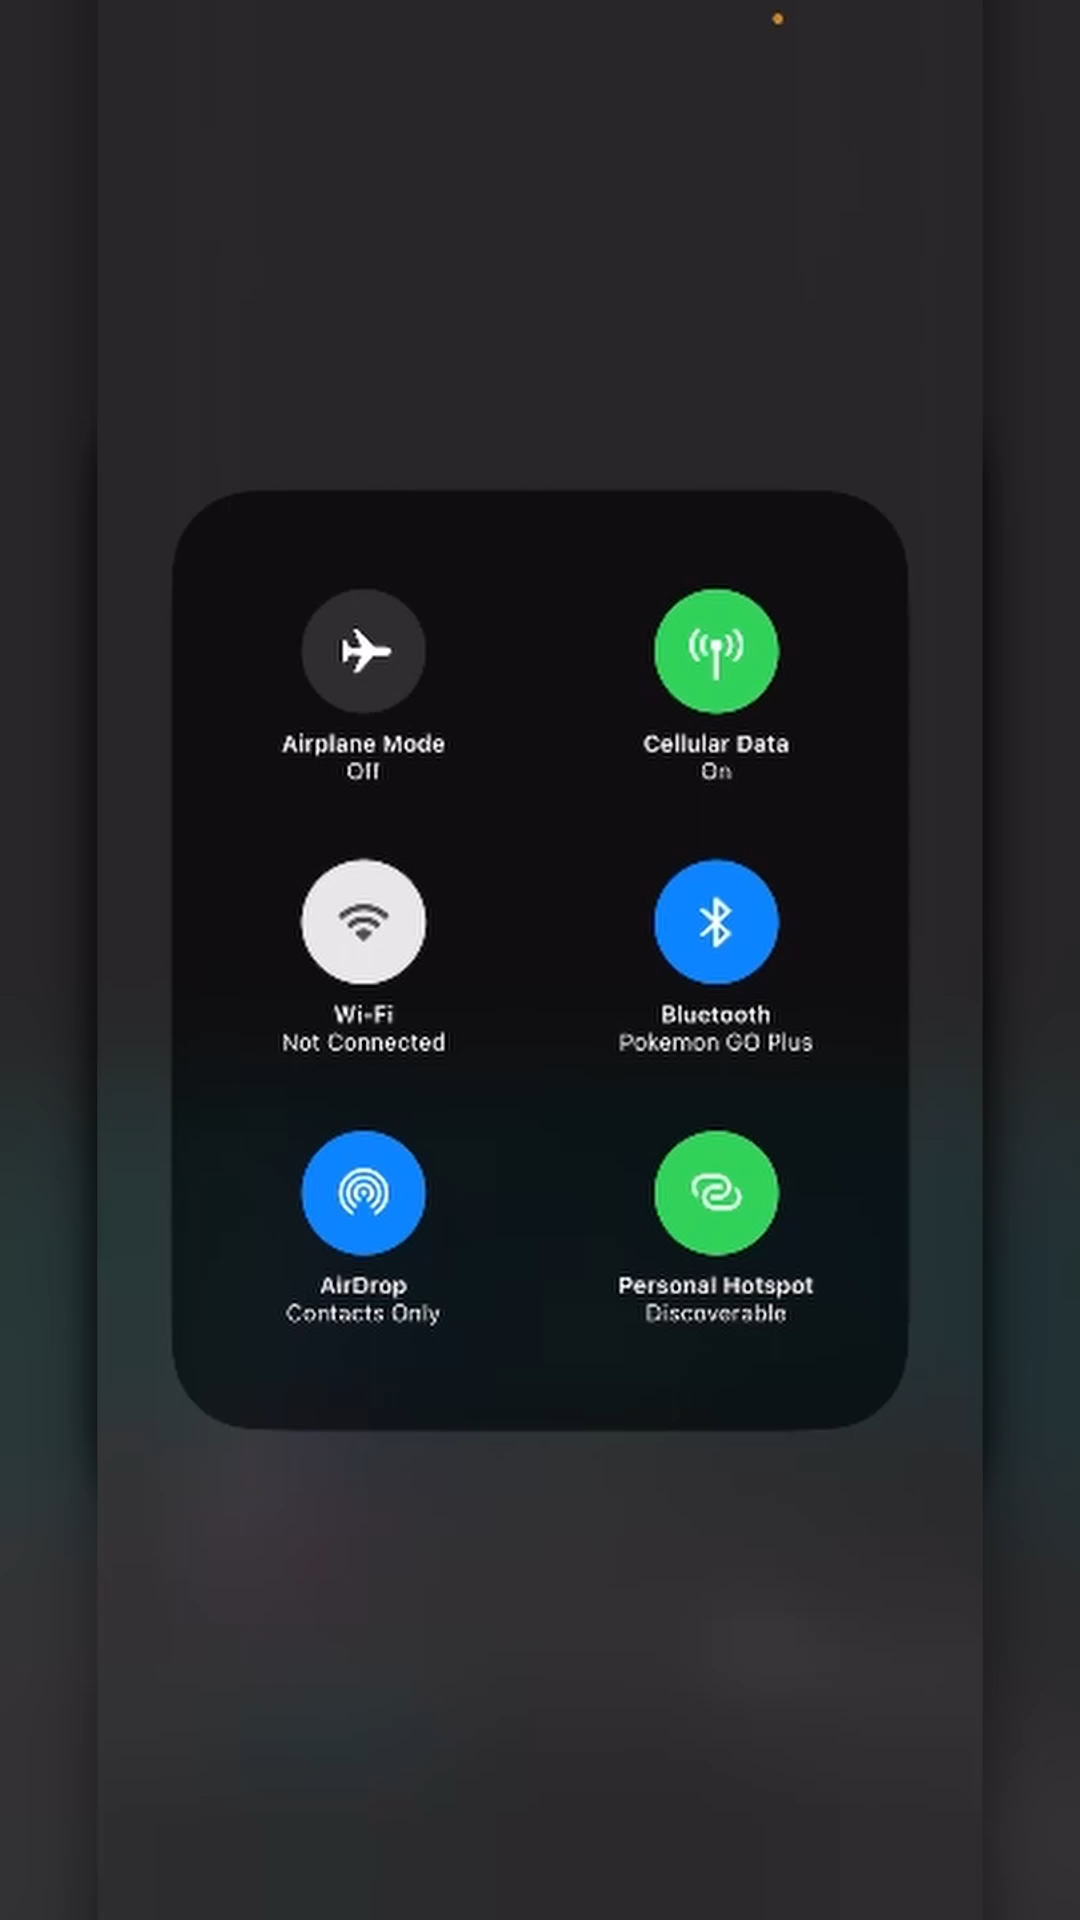 Airplane Mode
Off
Cellular Data
On
Wi-Fi
Not Connected
Bluetooth
Pokemon GO Plus
AirDrop
Contacts Only
Personal Hotspot
Discoverable